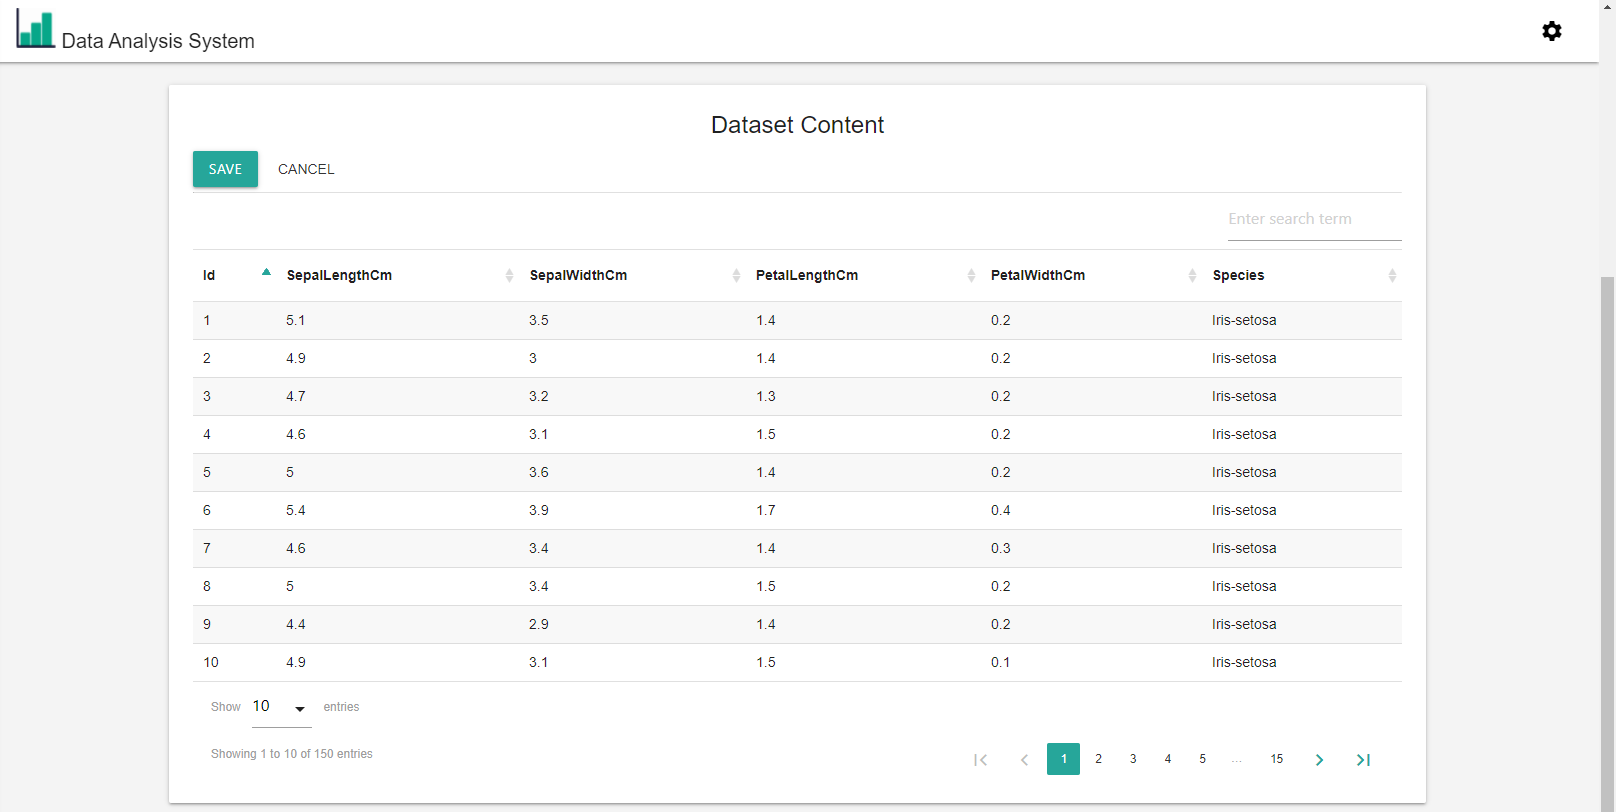 Data Analysis System
Dataset Content
SAVE CANCEL
Enter search term
Id SepalLengthCm SepalWidthCm PetalLengthCm PetalWidthCm Species
1 5.1 3.5 1.4 0.2 Iris-setosa
2 4.9 3 1.4 0.2 Iris-setosa
3 4.7 3.2 1.3 0.2 Iris-setosa
4 4.6 3.1 1.5 0.2 Iris-setosa
5 5 3.6 1.4 0.2 Iris-setosa
6 5.4 3.9 1.7 0.4 Iris-setosa
7 4.6 3.4 1.4 0.3 Iris-setosa
8 5 3.4 1.5 0.2 Iris-setosa
9 4.4 2.9 1.4 0.2 Iris-setosa
10 4.9 3.1 1.5 0.1 Iris-setosa
Show 10 entries
Showing 1 to 10 of 150 entries
1 2 3 4 5 ... 15